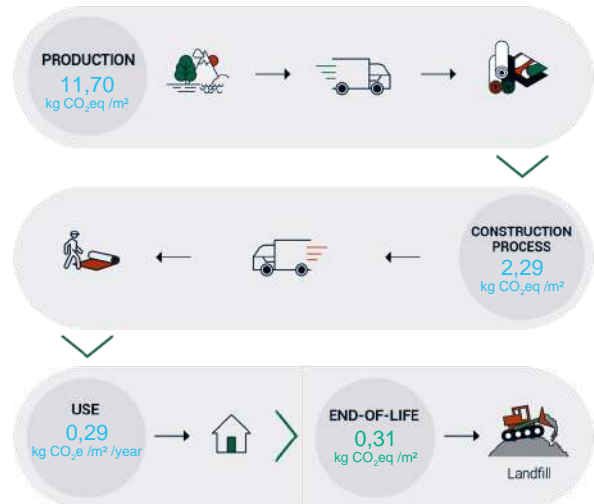 PRODUCTION
11,70
kg CO₂eq /m²
CONSTRUCTION
PROCESS
2,29
kg CO₂eq /m²
USE
0,29
kg CO₂e /m² /year
END-OF-LIFE
0,31
kg CO₂eq /m²
Landfill